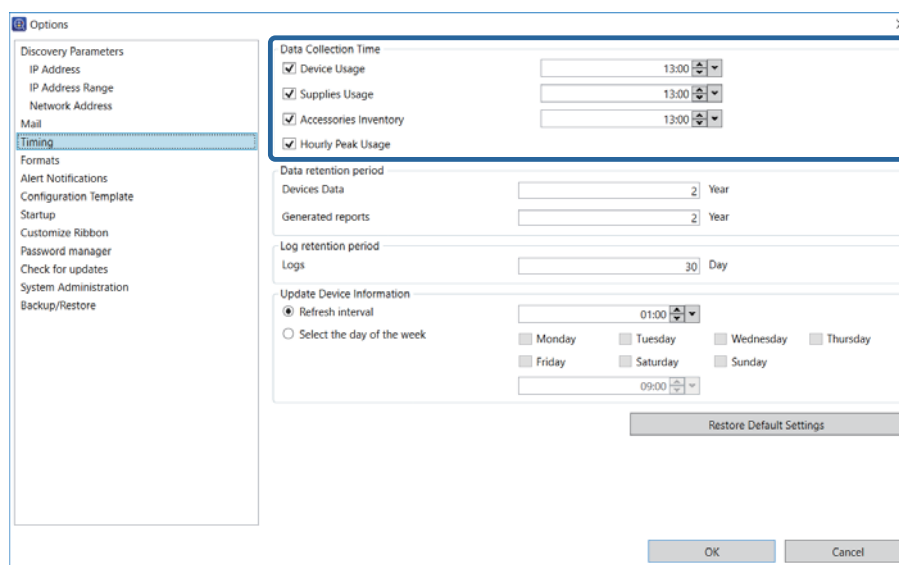 Options
Discovery Parameters
IP Address
IP Address Range
Network Address
Mail
Timing
Formats
Alert Notifications
Configuration Template
Startup
Customize Ribbon
Password manager
Check for updates
System Administration
Backup/Restore
Data Collection Time
Device Usage 13:00
Supplies Usage 13:00
Accessories Inventory 13:00
Hourly Peak Usage
Data retention period
Devices Data 2 Year
Generated reports 2 Year
Log retention period
Logs 30 Day
Update Device Information
Refresh interval 01:00
Select the day of the week
Monday Tuesday Wednesday Thursday
Friday Saturday Sunday
09:00
Restore Default Settings
OK Cancel